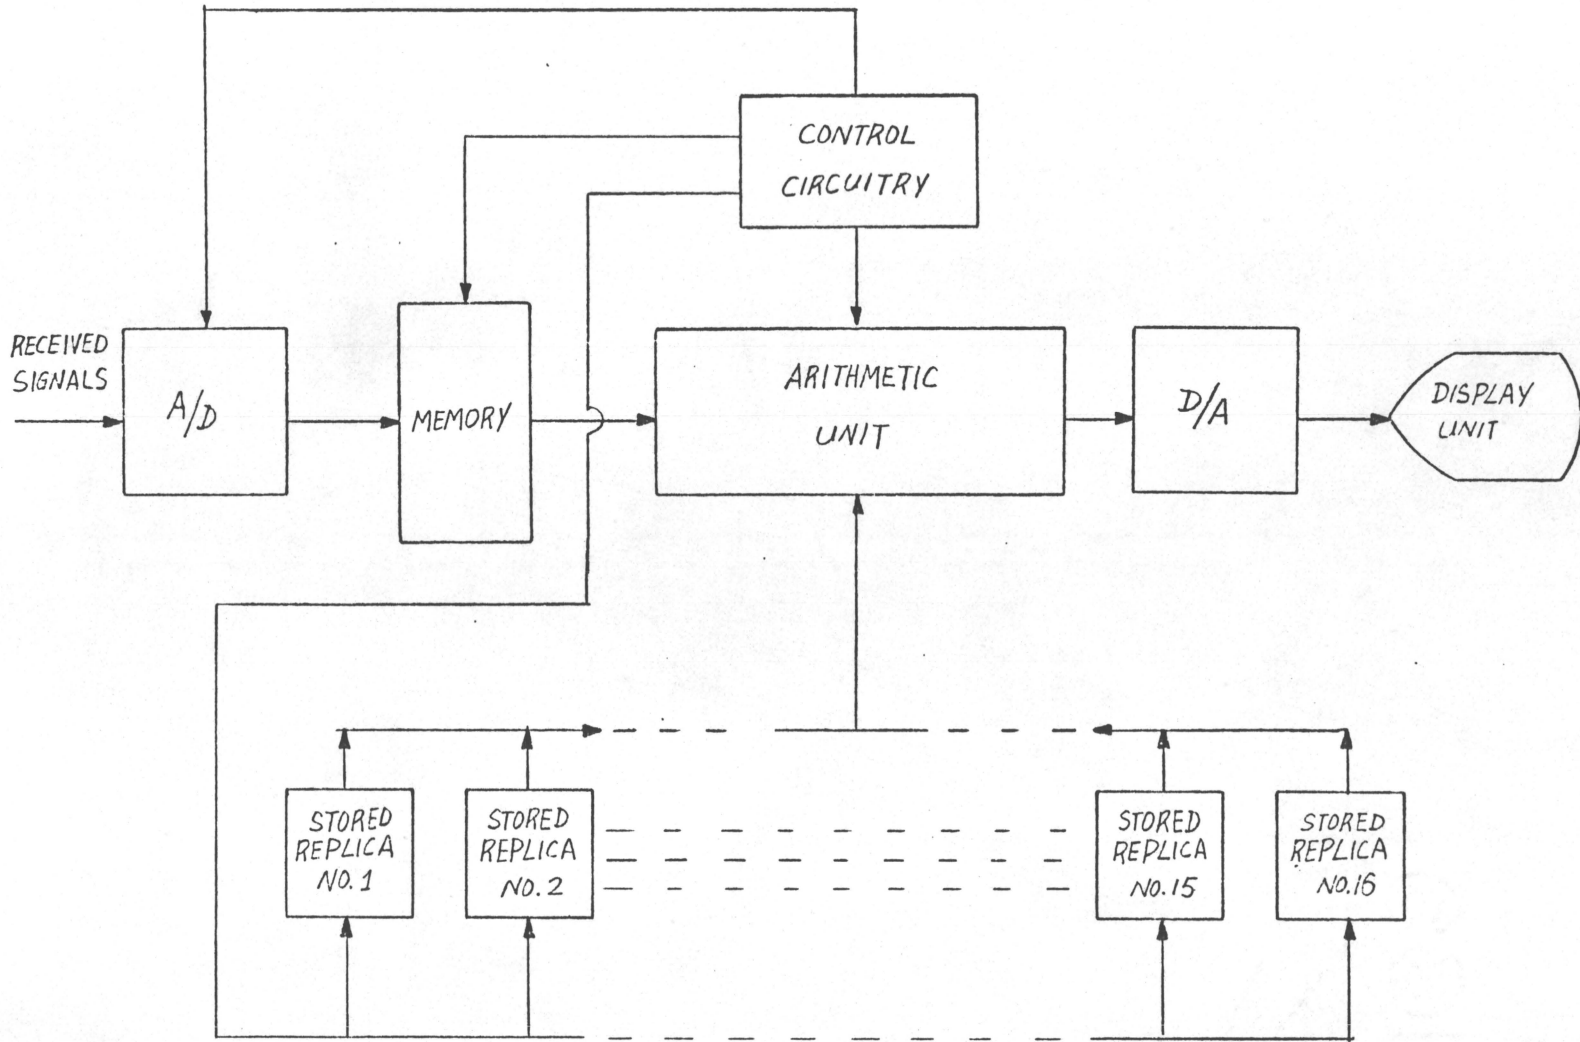 CONTROL
CIRCUITRY
RECEIVED
SIGNALS
A/D
MEMORY
ARITHMETIC
UNIT
D/A
DISPLAY
UNIT
STORED
REPLICA
NO.1
STORED
REPLICA
NO.2
STORED
REPLICA
NO.15
STORED
REPLICA
NO.16